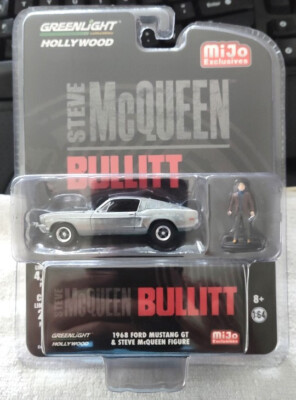 GREENLIGHT
HOLLYWOOD
MiJo
Exclusives
STEVE
McQUEEN
BULLITT
STEVE
McQUEEN BULLITT
8+
1:64
GREENLIGHT
HOLLYWOOD
1968 FORD MUSTANG GT
& STEVE McQUEEN FIGURE
MiJo
Exclusives